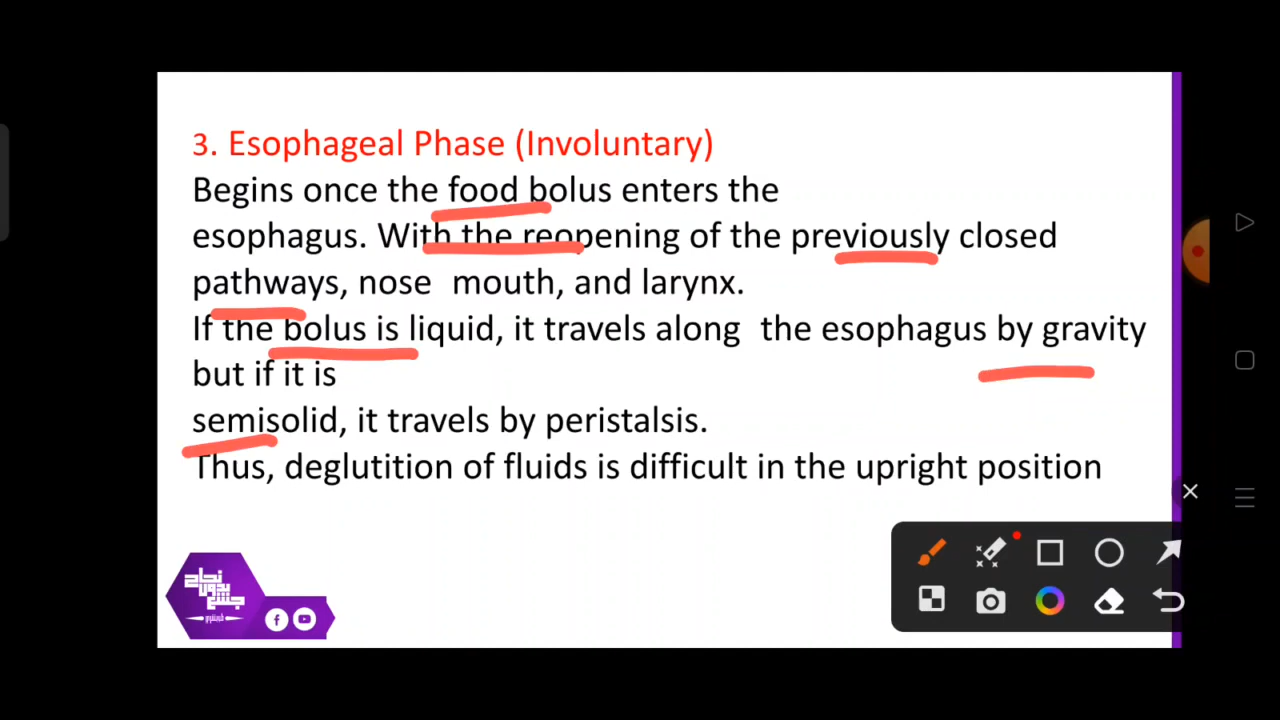 3. Esophageal Phase (Involuntary)
Begins once the food bolus enters the
esophagus. With the reopening of the previously closed
pathways, nose mouth, and larynx.
If the bolus is liquid, it travels along the esophagus by gravity
but if it is
semisolid, it travels by peristalsis.
Thus, deglutition of fluids is difficult in the upright position
نجاح
بدون